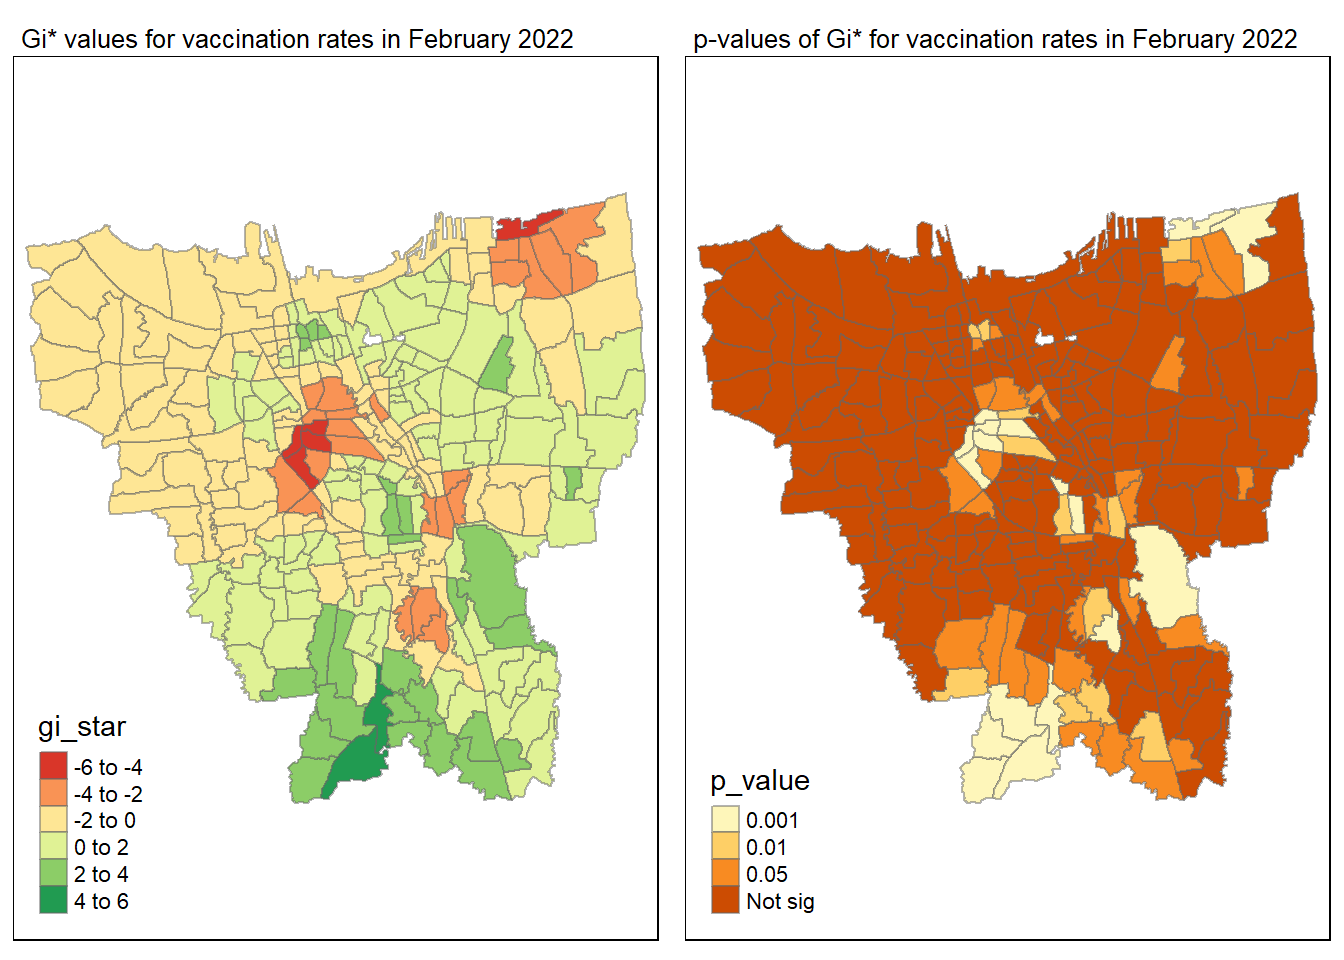 Gi* values for vaccination rates in February 2022
gi_star
-6 to -4
-4 to -2
-2 to 0
0 to 2
2 to 4
4 to 6
p-values of Gi* for vaccination rates in February 2022
p_value
0.001
0.01
0.05
Not sig